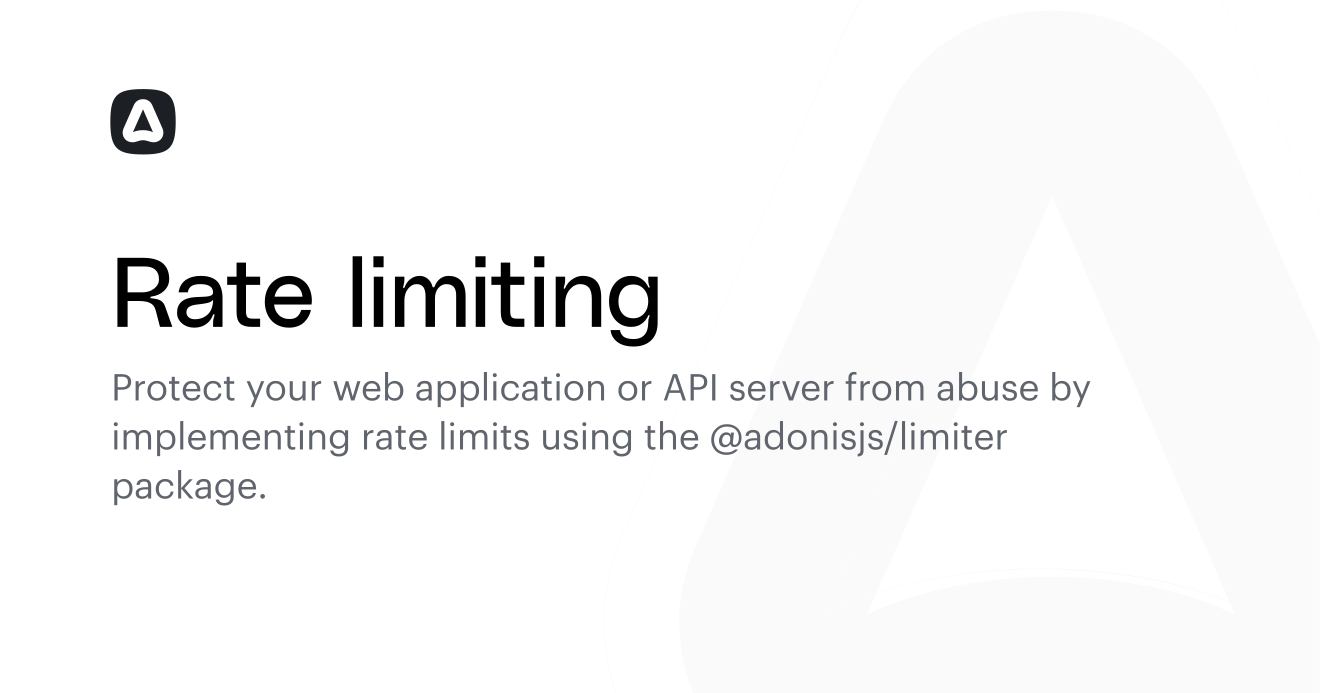 Rate limiting
Protect your web application or API server from abuse by
implementing rate limits using the @adonisjs/limiter
package.